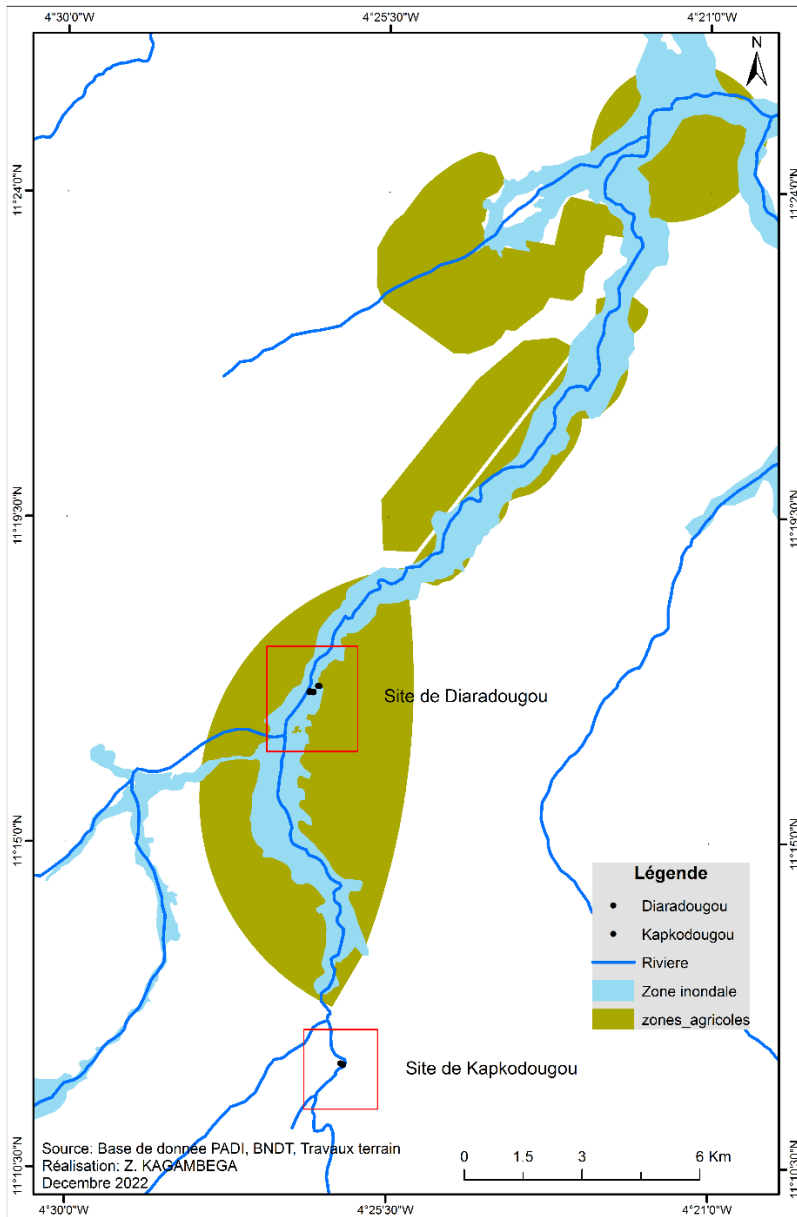 4°30'0"W 4°25'30"W 4°21'0"W
N
11°24'0"N 11°24'0"N
11°19'30"N 11°19'30"N
Site de Diaradougou
11°15'0"N 11°15'0"N
Légende
Diaradougou
Kapkodougou
Riviere
Zone inondale
zones_agricoles
Site de Kapkodougou
Source: Base de donnée PADI, BNDT, Travaux terrain
Réalisation: Z. KAGAMBEGA
Decembre 2022
0 1.5 3 6 Km
11°10'30"N 11°10'30"N
4°30'0"W 4°25'30"W 4°21'0"W